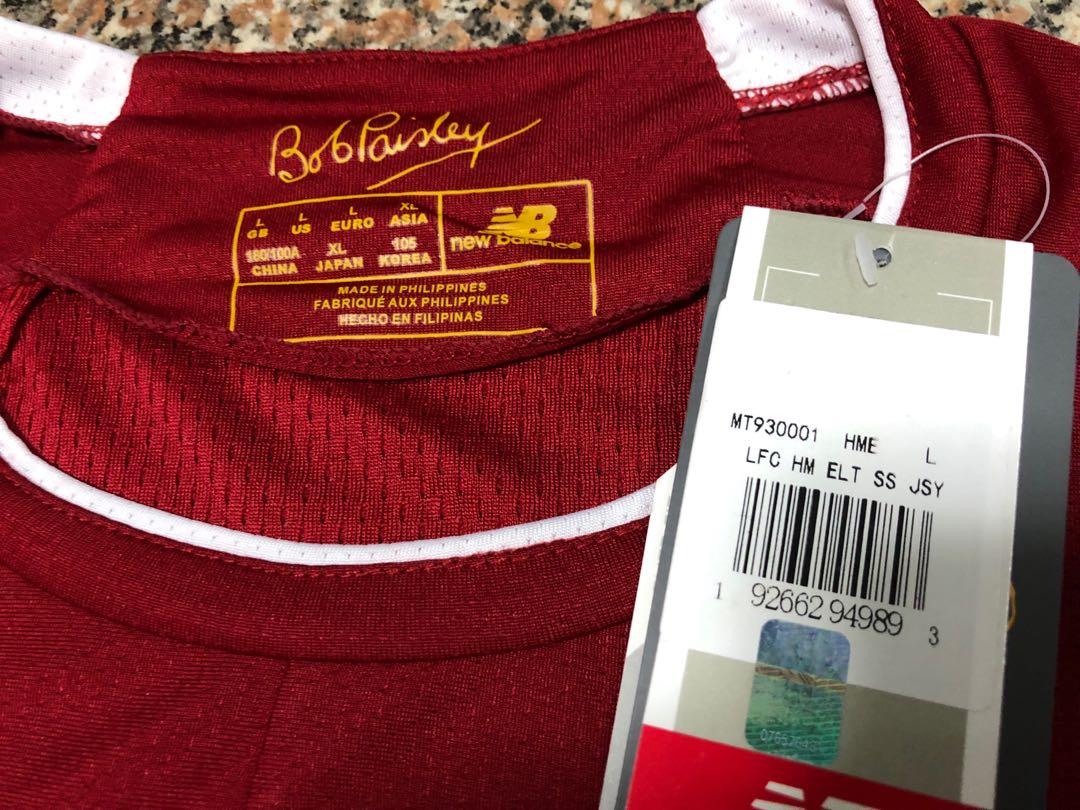 Bob Paisley
L L L XL
GB US EURO ASIA
180/100A XL 105
CHINA JAPAN KOREA
NB
new balance
MADE IN PHILIPPINES
FABRIQUÉ AUX PHILIPPINES
HECHO EN FILIPINAS
MT930001 HME L
LFC HM ELT SS JSY
1 92662 94989 3